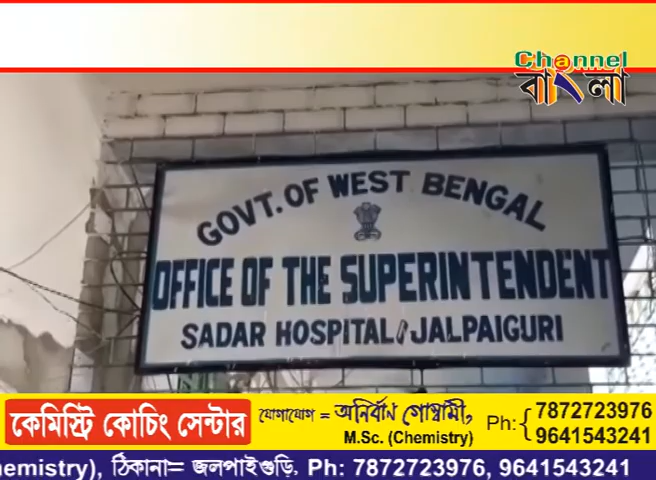 Channel
বাংলা
GOVT. OF WEST BENGAL
OFFICE OF THE SUPERINTENDENT
SADAR HOSPITAL, JALPAIGURI
কেমিস্ট্রি কোচিং সেন্টার
যোগাযোগ = অনির্বাণ গোস্বামী,
M.Sc. (Chemistry)
Ph:
7872723976
9641543241
hemistry), ঠিকানা= জলপাইগুড়ি, Ph: 7872723976, 9641543241